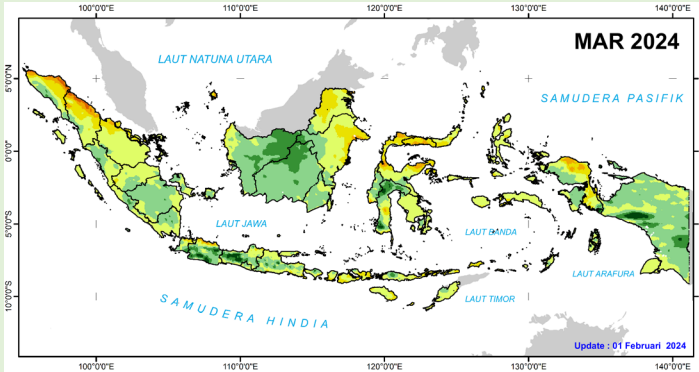 100°0'0"E 110°0'0"E 120°0'0"E 130°0'0"E 140°0'0"E
MAR 2024
LAUT NATUNA UTARA
5°0'0"N
SAMUDERA PASIFIK
0°0'0"
LAUT JAWA
LAUT BANDA
5°0'0"S
LAUT ARAFURA
LAUT TIMOR
10°0'0"S
SAMUDERA HINDIA
Update : 01 Februari 2024
100°0'0"E 110°0'0"E 120°0'0"E 130°0'0"E 140°0'0"E